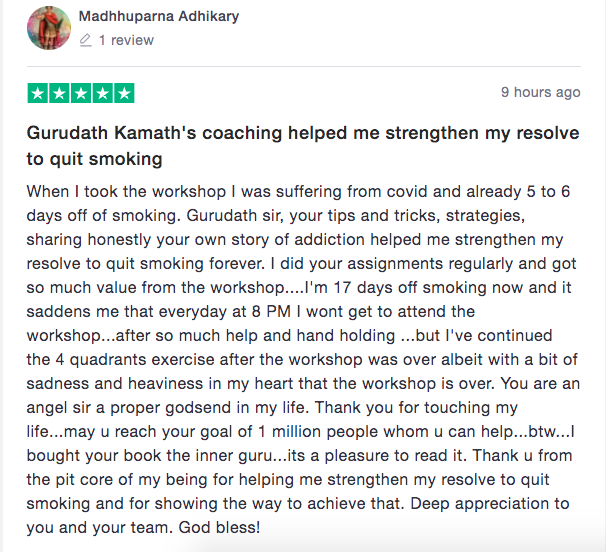 Madhhuparna Adhikary
1 review
9 hours ago
Gurudath Kamath's coaching helped me strengthen my resolve
to quit smoking
When I took the workshop I was suffering from covid and already 5 to 6
days off of smoking. Gurudath sir, your tips and tricks, strategies,
sharing honestly your own story of addiction helped me strengthen my
resolve to quit smoking forever. I did your assignments regularly and got
so much value from the workshop....I'm 17 days off smoking now and it
saddens me that everyday at 8 PM I wont get to attend the
workshop...after so much help and hand holding ...but I've continued
the 4 quadrants exercise after the workshop was over albeit with a bit of
sadness and heaviness in my heart that the workshop is over. You are an
angel sir a proper godsend in my life. Thank you for touching my
life...may u reach your goal of 1 million people whom u can help...btw...I
bought your book the inner guru...its a pleasure to read it. Thank u from
the pit core of my being for helping me strengthen my resolve to quit
smoking and for showing the way to achieve that. Deep appreciation to
you and your team. God bless!